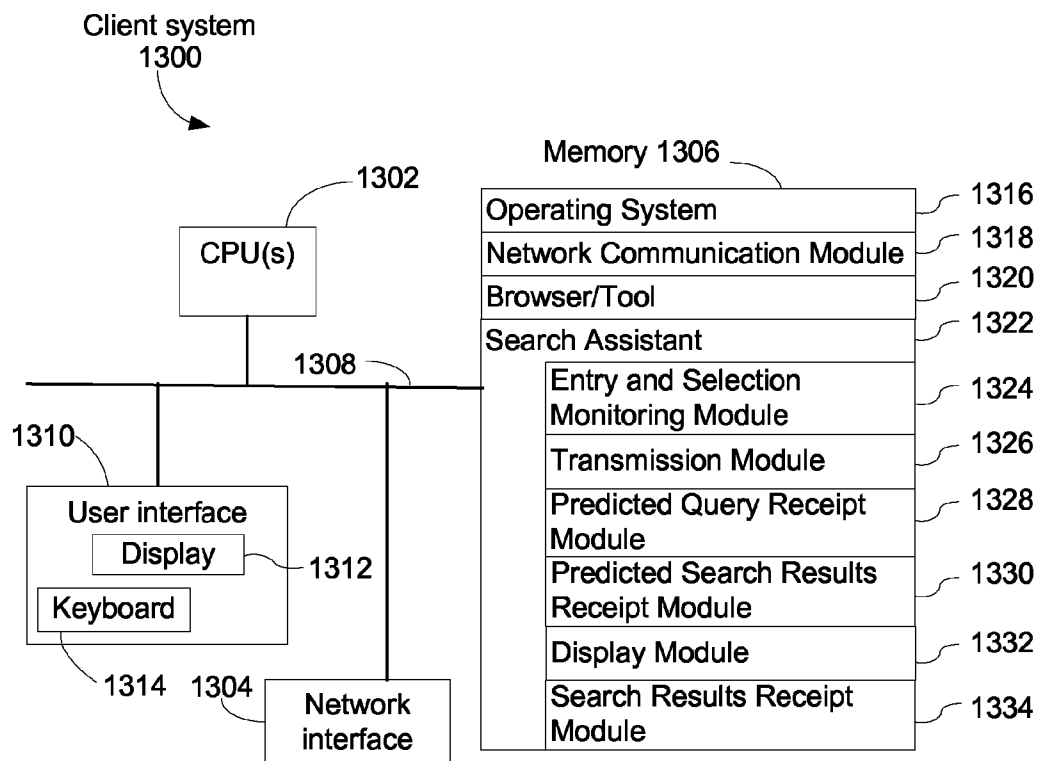 Client system
1300
1302
CPU(s)
1308
1310
User interface
Display
1312
Keyboard
1314
1304
Network
interface
Memory 1306
Operating System
1316
Network Communication Module
1318
Browser/Tool
1320
Search Assistant
1322
Entry and Selection
Monitoring Module
1324
Transmission Module
1326
Predicted Query Receipt
Module
1328
Predicted Search Results
Receipt Module
1330
Display Module
1332
Search Results Receipt
Module
1334